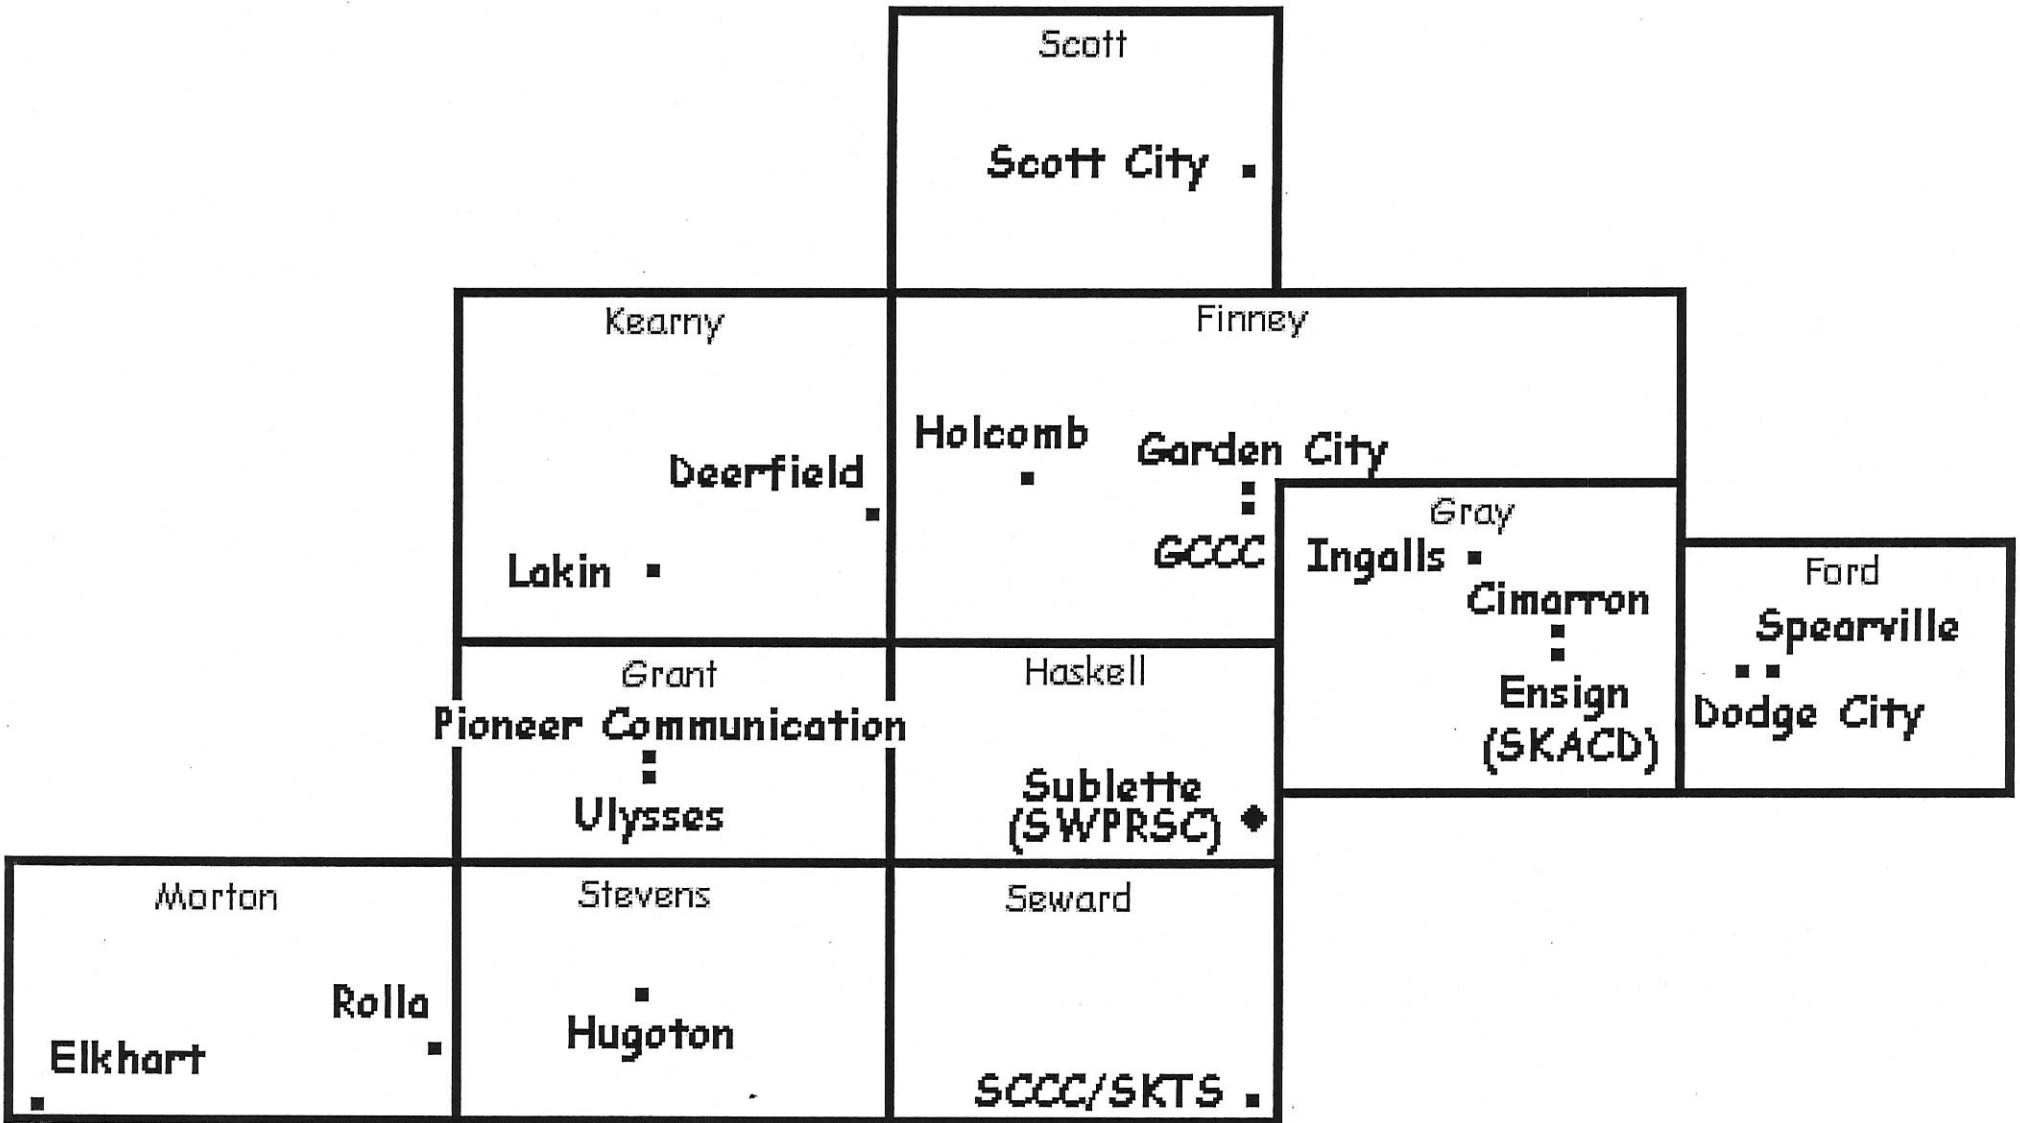 Scott
Scott City
Kearny
Finney
Holcomb
Garden City
Deerfield
GCCC
Lakin
Gray
Ingalls
Cimarron
Ensign
(SKACD)
Ford
Spearville
Dodge City
Grant
Pioneer Communication
Ulysses
Haskell
Sublette
(SWPRSC)
Morton
Rolla
Elkhart
Stevens
Hugoton
Seward
SCCC/SKTS